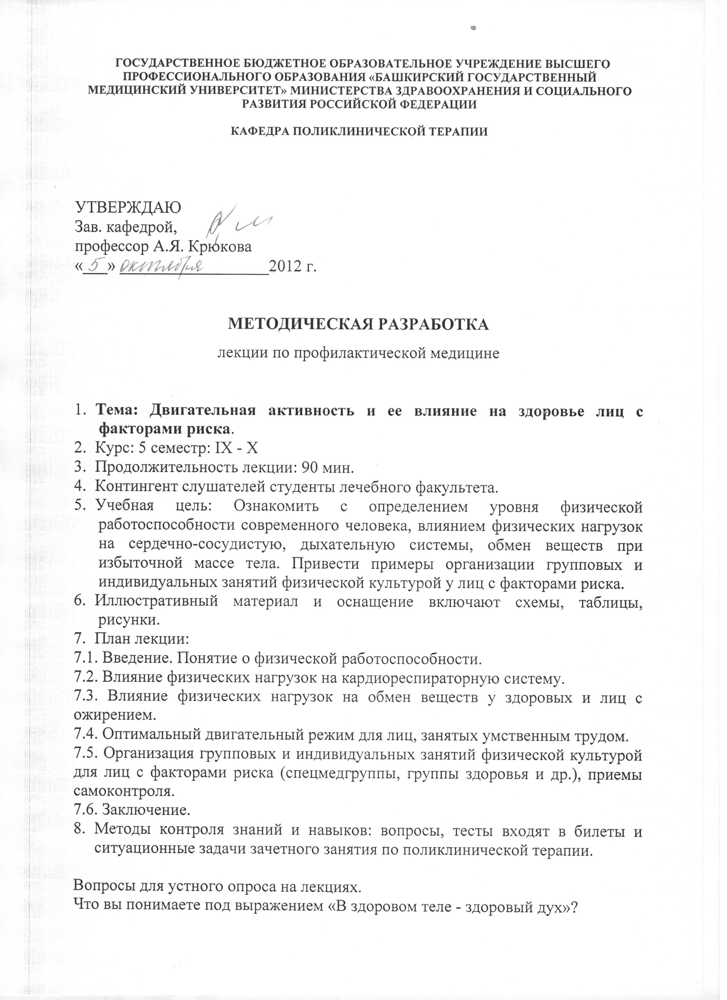 ГОСУДАРСТВЕННОЕ БЮДЖЕТНОЕ ОБРАЗОВАТЕЛЬНОЕ УЧРЕЖДЕНИЕ ВЫСШЕГО
ПРОФЕССИОНАЛЬНОГО ОБРАЗОВАНИЯ «БАШКИРСКИЙ ГОСУДАРСТВЕННЫЙ
МЕДИЦИНСКИЙ УНИВЕРСИТЕТ» МИНИСТЕРСТВА ЗДРАВООХРАНЕНИЯ И СОЦИАЛЬНОГО
РАЗВИТИЯ РОССИЙСКОЙ ФЕДЕРАЦИИ
КАФЕДРА ПОЛИКЛИНИЧЕСКОЙ ТЕРАПИИ
УТВЕРЖДАЮ
Зав. кафедрой,
профессор А.Я. Крюкова
« 5 » октября 2012 г.
МЕТОДИЧЕСКАЯ РАЗРАБОТКА
лекции по профилактической медицине
1. Тема: Двигательная активность и ее влияние на здоровье лиц с
факторами риска.
2. Курс: 5 семестр: IX - X
3. Продолжительность лекции: 90 мин.
4. Контингент слушателей студенты лечебного факультета.
5. Учебная цель: Ознакомить с определением уровня физической
работоспособности современного человека, влиянием физических нагрузок
на сердечно-сосудистую, дыхательную системы, обмен веществ при
избыточной массе тела. Привести примеры организации групповых и
индивидуальных занятий физической культурой у лиц с факторами риска.
6. Иллюстративный материал и оснащение включают схемы, таблицы,
рисунки.
7. План лекции:
7.1. Введение. Понятие о физической работоспособности.
7.2. Влияние физических нагрузок на кардиореспираторную систему.
7.3. Влияние физических нагрузок на обмен веществ у здоровых и лиц с
ожирением.
7.4. Оптимальный двигательный режим для лиц, занятых умственным трудом.
7.5. Организация групповых и индивидуальных занятий физической культурой
для лиц с факторами риска (спецмедгруппы, группы здоровья и др.), приемы
самоконтроля.
7.6. Заключение.
8. Методы контроля знаний и навыков: вопросы, тесты входят в билеты и
ситуационные задачи зачетного занятия по поликлинической терапии.
Вопросы для устного опроса на лекциях.
Что вы понимаете под выражением «В здоровом теле - здоровый дух»?